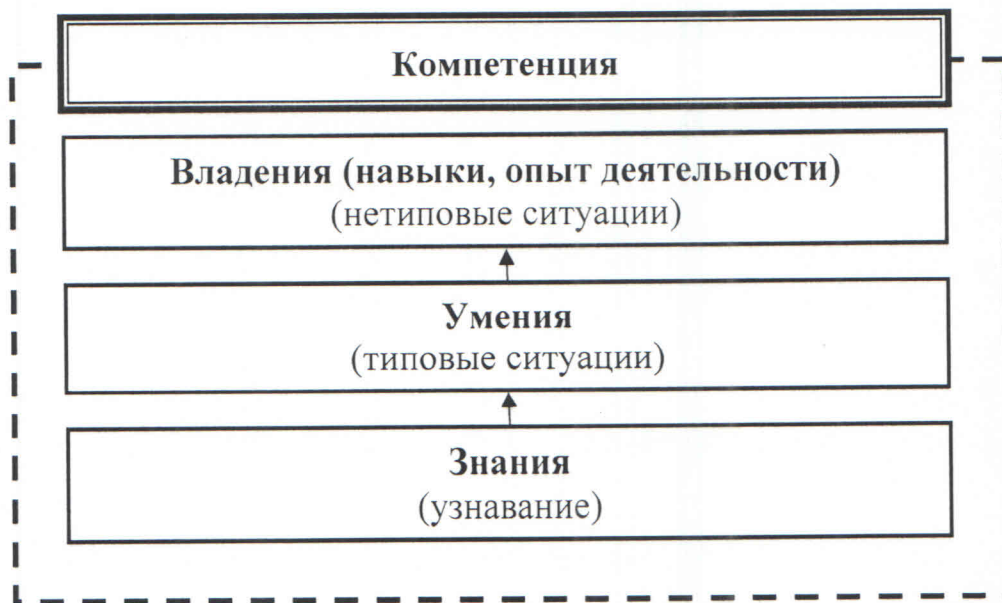 Компетенция
Владения (навыки, опыт деятельности)
(нетиповые ситуации)
Умения
(типовые ситуации)
Знания
(узнавание)